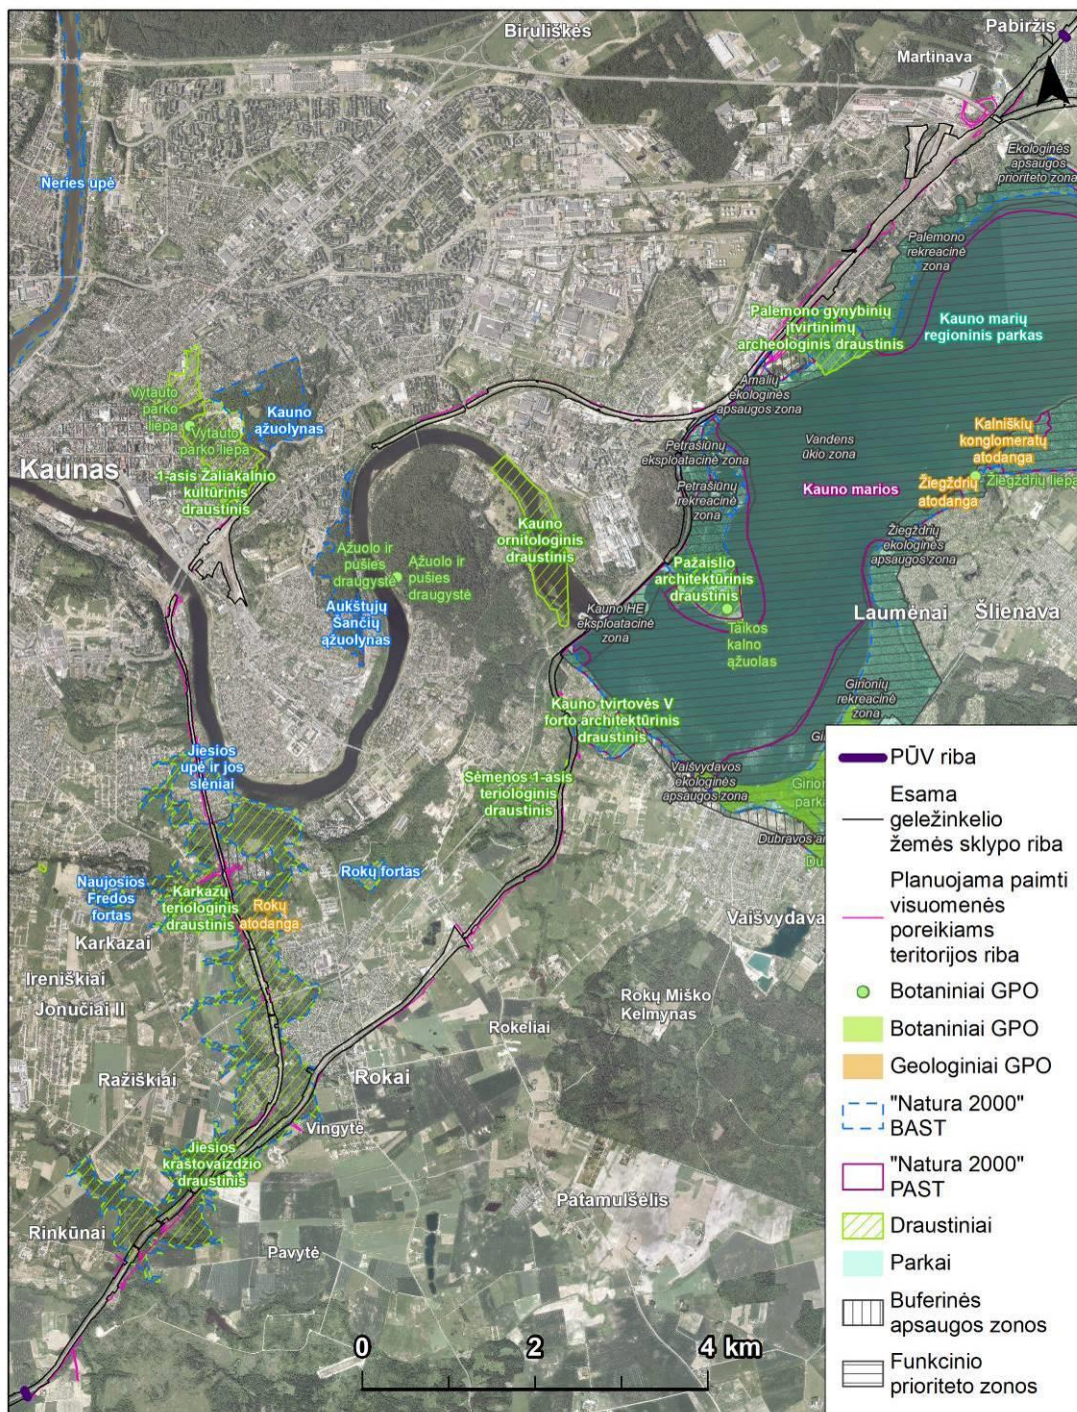 Biruliškės
Pabiržis
Martinava
Ekologinės
apsaugos
prioriteto zona
Neries upė
Palemono
rekreacinė
zona
Palemono gynybinių
įtvirtinimų
archeologinis draustinis
Kauno marių
regioninis parkas
Amalių
ekologinės
apsaugos zona
Vytauto
parko
liepa
Vytauto
parko liepa
Kauno
ąžuolynas
Kaunas
1-asis Žaliakalnio
kultūrinis
draustinis
Petrašiūnų
eksploatacinė zona
Petrašiūnų
rekreacinė
zona
Vandens
ūkio zona
Kalniškių
konglomeratų
atodanga
Kauno marios
Žiegždrių
atodanga
Žiegždrių liepa
Žiegždrių
ekologinės
apsaugos zona
Kauno
ornitologinis
draustinis
Ąžuolo ir
pušies
draugystė
Ąžuolo ir
pušies
draugystė
Aukštųjų
Šančių
ąžuolynas
Pažaislio
architektūrinis
draustinis
Kauno HE
eksploatacinė
zona
Taikos
kalno
ąžuolas
Laumėnai
Šlienava
Girionių
rekreacinė
zona
Kauno tvirtovės V
forto architektūrinis
draustinis
Jiesios
upė ir jos
slėniai
Vaišvydavos
ekologinės
apsaugos zona
Sėmenos 1-asis
teriologinis
draustinis
Rokų fortas
Naujosios
Fredos
fortas
Karkazų
teriologinis
draustinis
Rokų
atodanga
Karkazai
Vaišvydava
Ireniškiai
Jonučiai II
Rokų Miško
Kelmynas
Rokeliai
Ražiškiai
Rokai
Vingytė
Jiesios
kraštovaizdžio
draustinis
Patamulšėlis
Rinkūnai
Pavytė
0 2 4 km
N
PŪV riba
Esama
geležinkelio
žemės sklypo riba
Planuojama paimti
visuomenės
poreikiams
teritorijos riba
Botaniniai GPO
Botaniniai GPO
Geologiniai GPO
"Natura 2000"
BAST
"Natura 2000"
PAST
Draustiniai
Parkai
Buferinės
apsaugos zonos
Funkcinio
prioriteto zonos